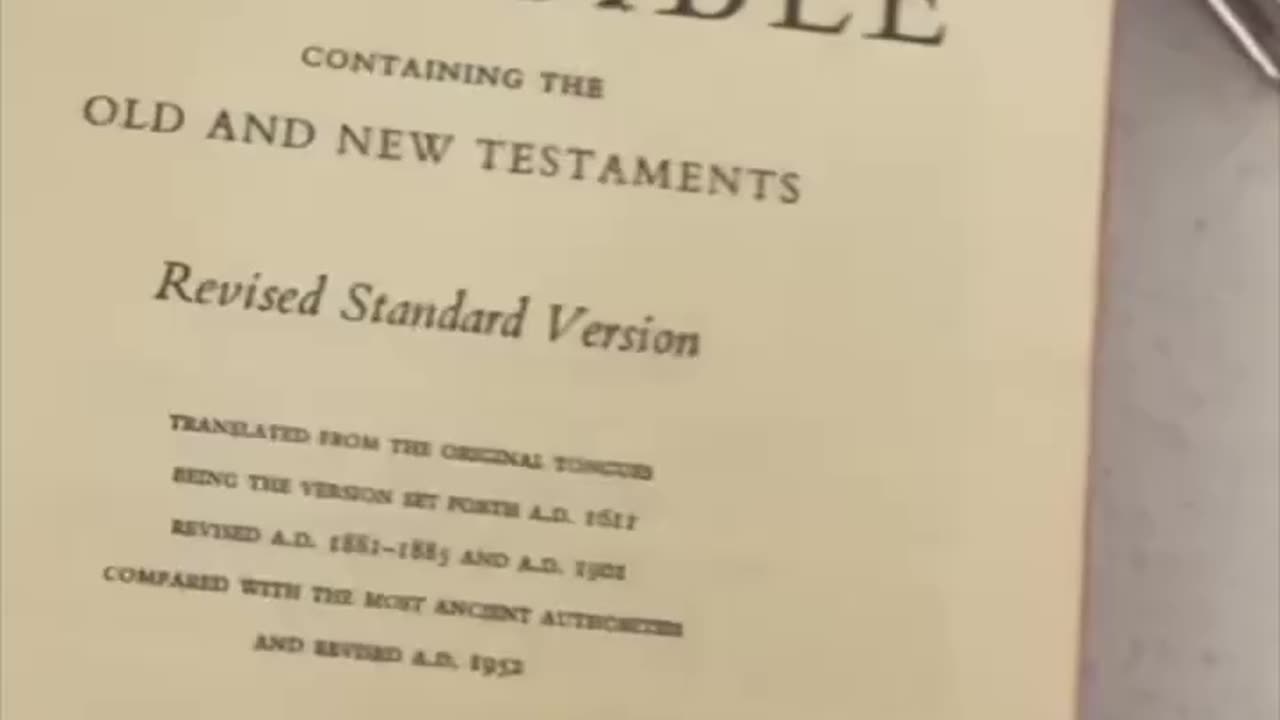 BIBLE
CONTAINING THE
OLD AND NEW TESTAMENTS
Revised Standard Version
TRANSLATED FROM THE ORIGINAL TONGUES
BEING THE VERSION SET FORTH A.D. 1611
REVISED A.D. 1881–1885 AND A.D. 1901
COMPARED WITH THE MOST ANCIENT AUTHORITIES
AND REVISED A.D. 1952